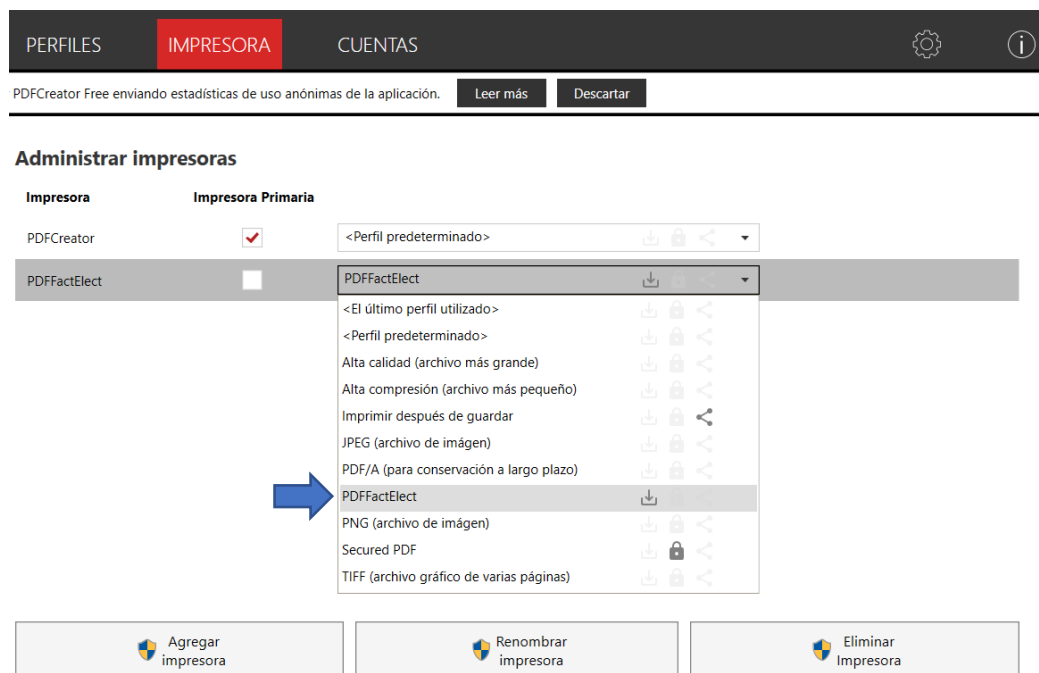 PERFILES IMPRESORA CUENTAS
PDFCreator Free enviando estadísticas de uso anónimas de la aplicación. Leer más Descartar
Administrar impresoras
Impresora Impresora Primaria
PDFCreator <Perfil predeterminado>
PDFFactElect PDFFactElect
<El último perfil utilizado>
<Perfil predeterminado>
Alta calidad (archivo más grande)
Alta compresión (archivo más pequeño)
Imprimir después de guardar
JPEG (archivo de imágen)
PDF/A (para conservación a largo plazo)
PDFFactElect
PNG (archivo de imágen)
Secured PDF
TIFF (archivo gráfico de varias páginas)
Agregar impresora
Renombrar impresora
Eliminar Impresora